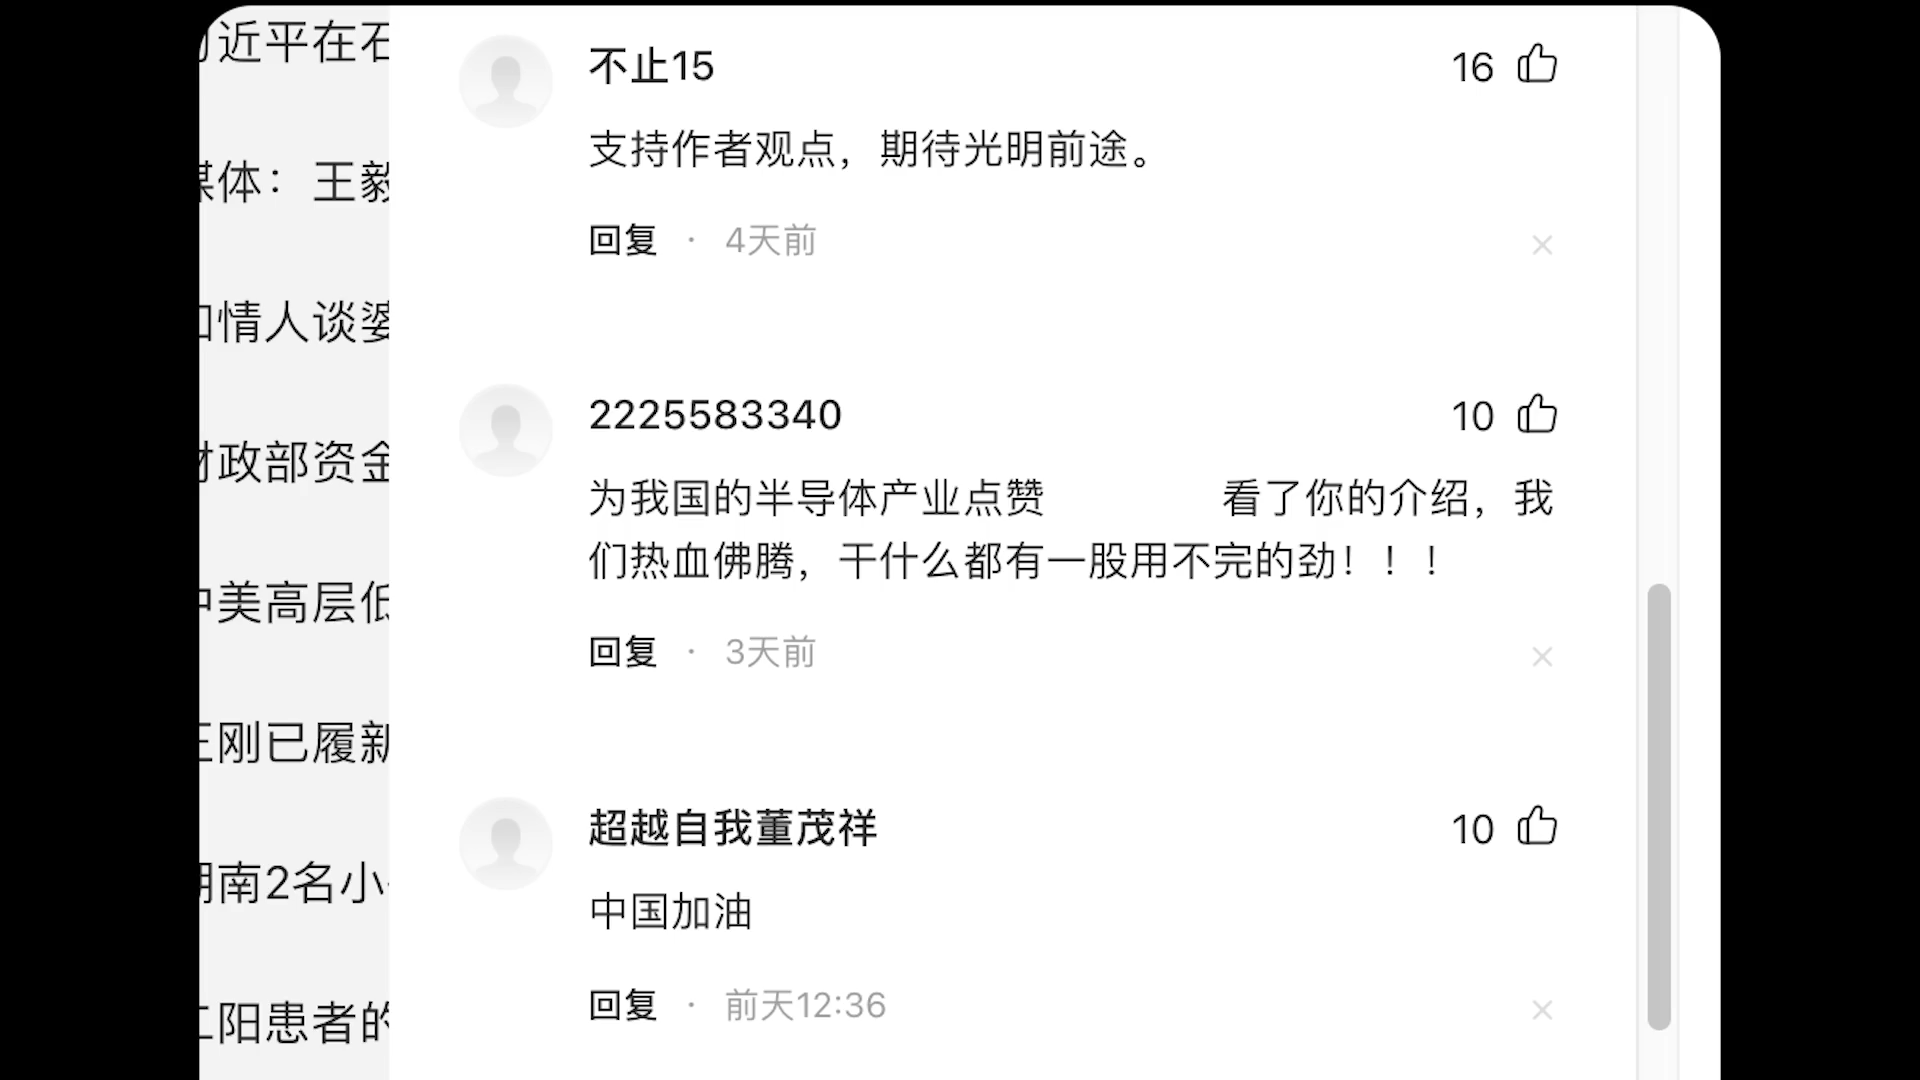 近平在石
媒体：王毅
情人谈婆
财政部资金
中美高层低
王刚已履新
湖南2名小
阳患者的
不止15
16
支持作者观点，期待光明前途。
回复 · 4天前
2225583340
10
为我国的半导体产业点赞 看了你的介绍，我
们热血佛腾，干什么都有一股用不完的劲！！！
回复 · 3天前
超越自我董茂祥
10
中国加油
回复 · 前天12:36